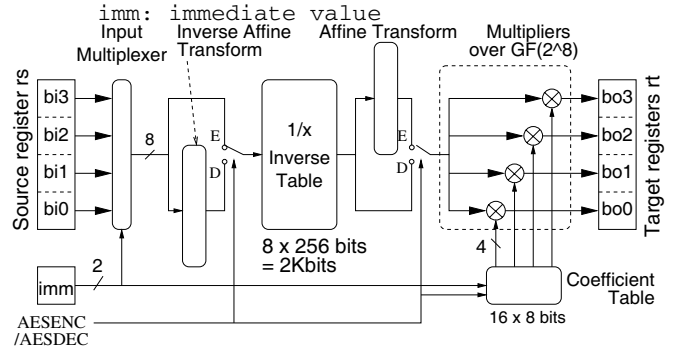 imm: immediate value
Input
Multiplexer
Inverse Affine
Transform
Affine Transform
Multipliers
over GF(2^8)
Source register rs
bi3
bi2
bi1
bi0
8
E
D
1/x
Inverse
Table
8 x 256 bits
= 2Kbits
E
D
bo3
bo2
bo1
bo0
Target registers rt
4
imm
2
Coefficient
Table
16 x 8 bits
AESENC
/AESDEC